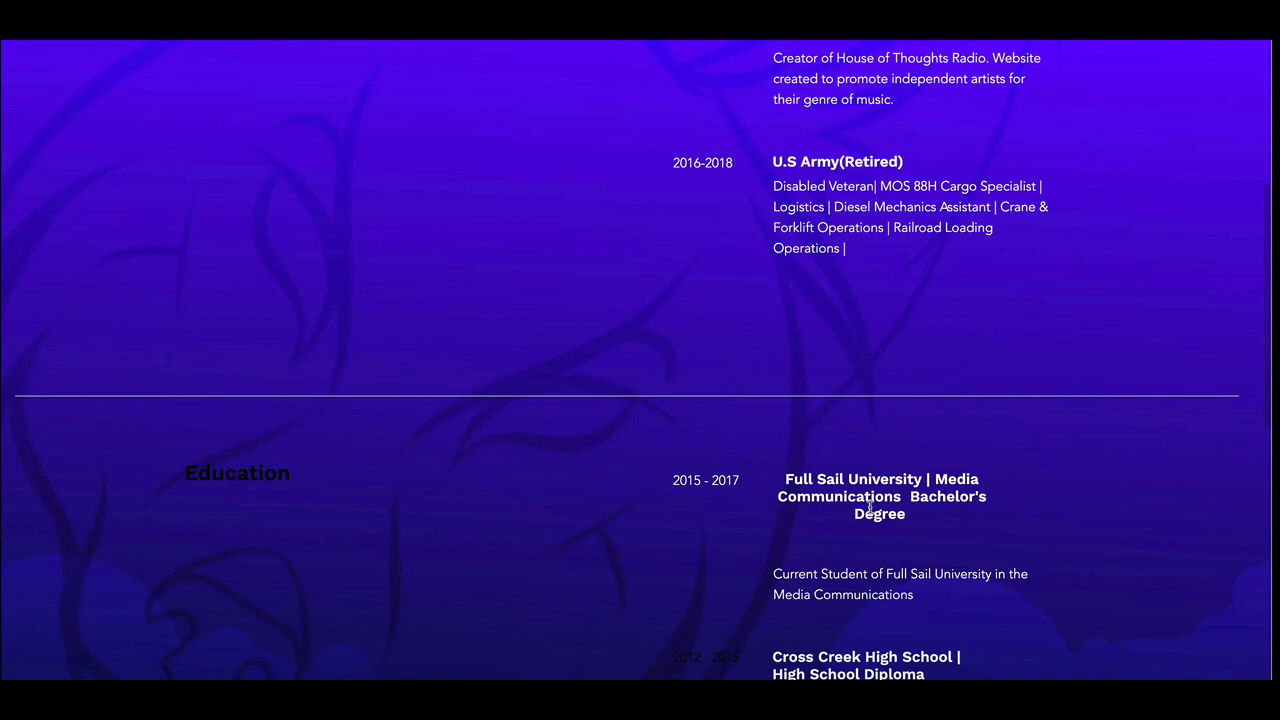 Creator of House of Thoughts Radio. Website
created to promote independent artists for
their genre of music.
2016-2018
U.S Army(Retired)
Disabled Veteran| MOS 88H Cargo Specialist |
Logistics | Diesel Mechanics Assistant | Crane &
Forklift Operations | Railroad Loading
Operations |
Education
2015 - 2017
Full Sail University | Media
Communications  Bachelor's
Degree
Current Student of Full Sail University in the
Media Communications
2012 - 2015
Cross Creek High School |
High School Diploma